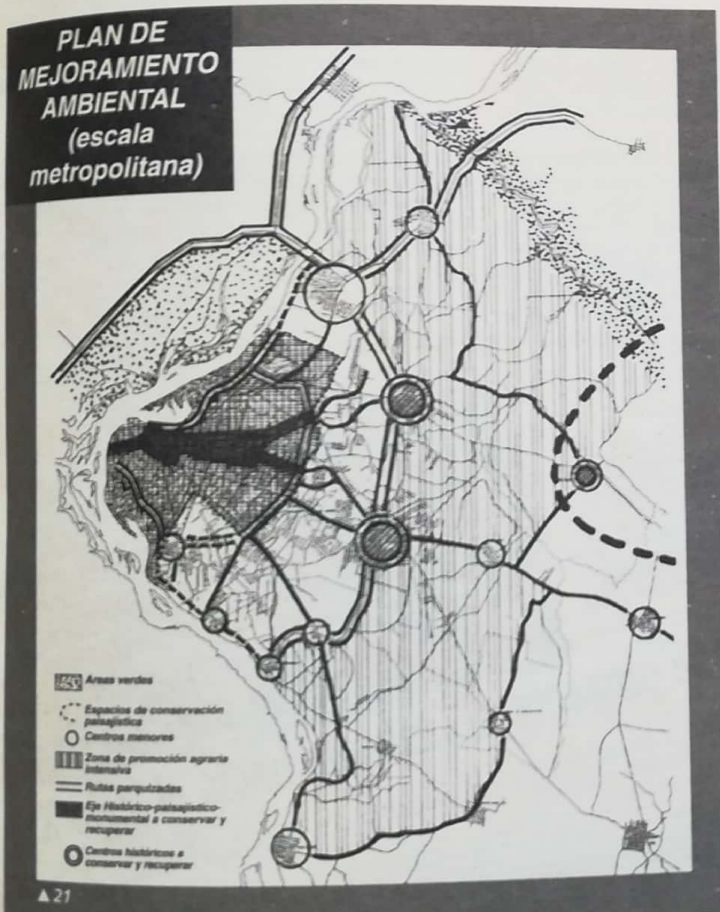 PLAN DE
MEJORAMIENTO
AMBIENTAL
(escala
metropolitana)
Areas verdes
Espacios de conservación
paisajística
Centros menores
Zona de promoción agraria
intensiva
Rutas parquizadas
Eje Histórico-paisajístico-
monumental a conservar y
recuperar
Centros históricos a
conservar y recuperar
▲21